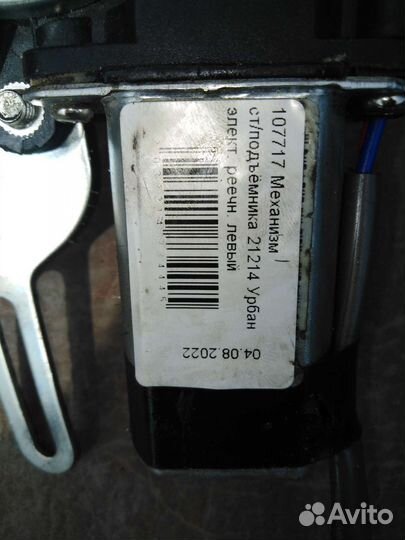 107717 Механизм
ст/подъёмника 21214 Урбан
элект. реечн. левый
04.08.2022
Avito